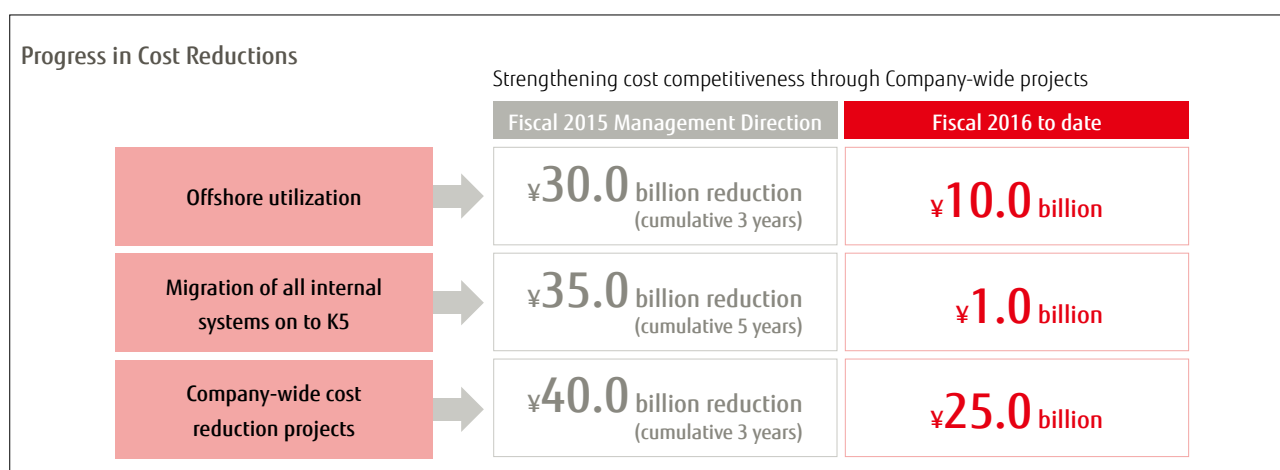 Progress in Cost Reductions
Strengthening cost competitiveness through Company-wide projects
Fiscal 2015 Management Direction
Fiscal 2016 to date
Offshore utilization
¥30.0 billion reduction
(cumulative 3 years)
¥10.0 billion
Migration of all internal
systems on to K5
¥35.0 billion reduction
(cumulative 5 years)
¥1.0 billion
Company-wide cost
reduction projects
¥40.0 billion reduction
(cumulative 3 years)
¥25.0 billion